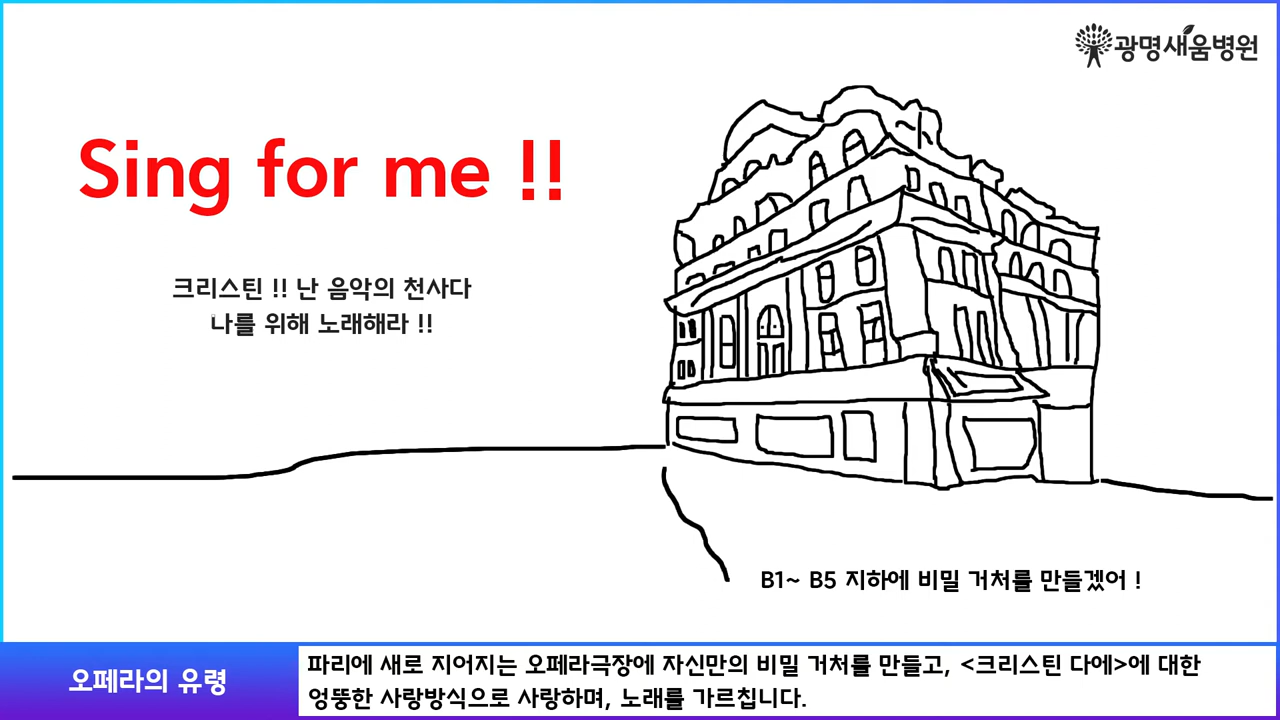 광명새움병원
Sing for me !!
크리스틴 !! 난 음악의 천사다
나를 위해 노래해라 !!
B1~ B5 지하에 비밀 거처를 만들겠어 !
오페라의 유령
파리에 새로 지어지는 오페라극장에 자신만의 비밀 거처를 만들고, <크리스틴 다에>에 대한
엉뚱한 사랑방식으로 사랑하며, 노래를 가르칩니다.